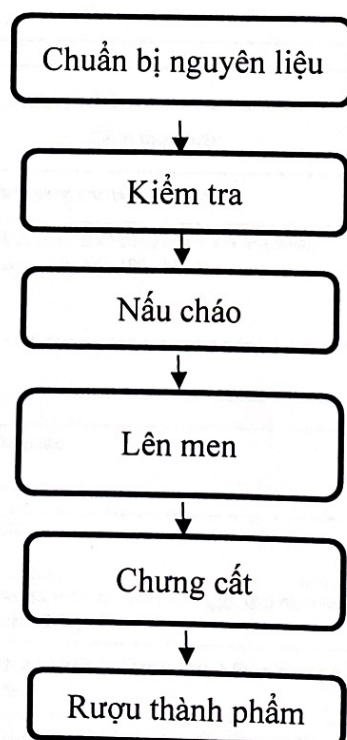 Chuẩn bị nguyên liệu
Kiểm tra
Nấu cháo
Lên men
Chưng cất
Rượu thành phẩm